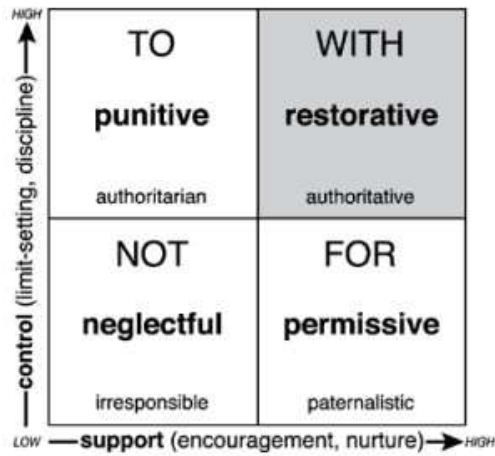 HIGH
TO
punitive
authoritarian
WITH
restorative
authoritative
control (limit-setting, discipline)
NOT
neglectful
irresponsible
FOR
permissive
paternalistic
LOW
support (encouragement, nurture)
HIGH